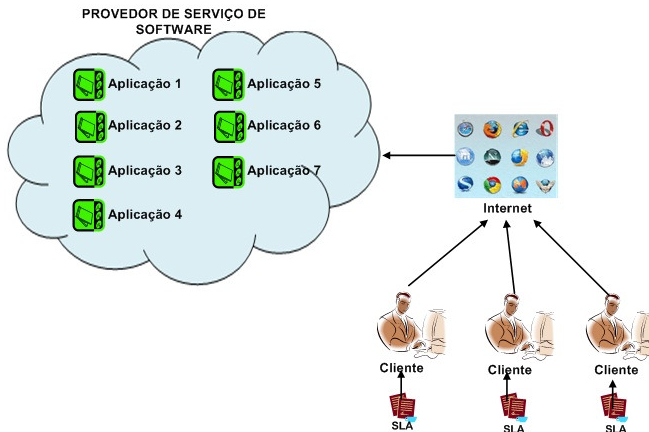 PROVEDOR DE SERVIÇO DE
SOFTWARE
Aplicação 1
Aplicação 5
Aplicação 2
Aplicação 6
Aplicação 3
Aplicação 7
Aplicação 4
Internet
Cliente
Cliente
Cliente
SLA
SLA
SLA